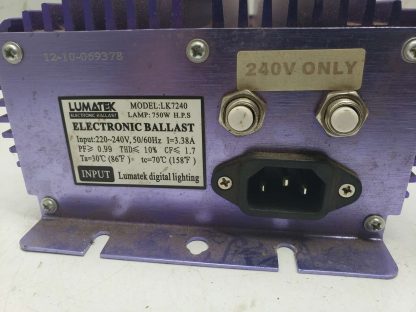 12-10-069378
240V ONLY
LUMATEK
ELECTRONIC BALLAST
MODEL:LK7240
LAMP: 750W H.P.S
ELECTRONIC BALLAST
Input:220~240V, 50/60Hz I=3.38A
PF≥ 0.99 THD≤ 10% CF≤ 1.7
Ta=30℃ (86℉) tc=70℃ (158℉)
INPUT
Lumatek digital lighting